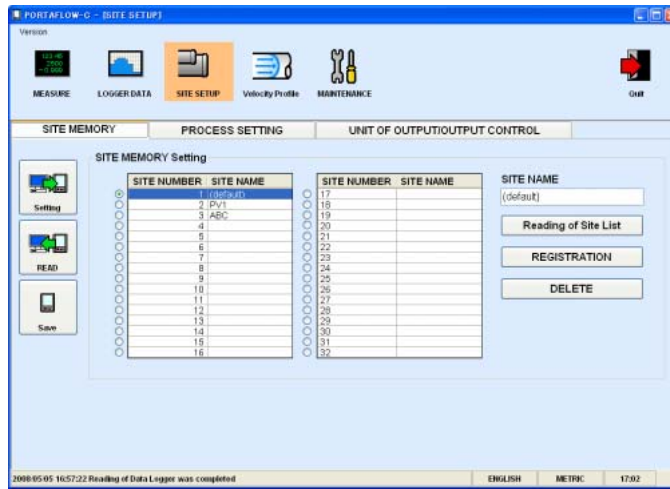 PORTAFLOW-C - [SITE SETUP]
Version
MEASURE LOGGER DATA SITE SETUP Velocity Profile MAINTENANCE Quit
SITE MEMORY PROCESS SETTING UNIT OF OUTPUT/OUTPUT CONTROL
SITE MEMORY Setting
SITE NUMBER SITE NAME SITE NUMBER SITE NAME SITE NAME
1 (default) 17 (default)
2 PV1 18
3 ABC 19
4 20
5 21
6 22
7 23
8 24
9 25
10 26
11 27
12 28
13 29
14 30
15 31
16 32
Setting
READ
Save
Reading of Site List
REGISTRATION
DELETE
2008/05/05 16:57:22 Reading of Data Logger was completed ENGLISH METRIC 17:02